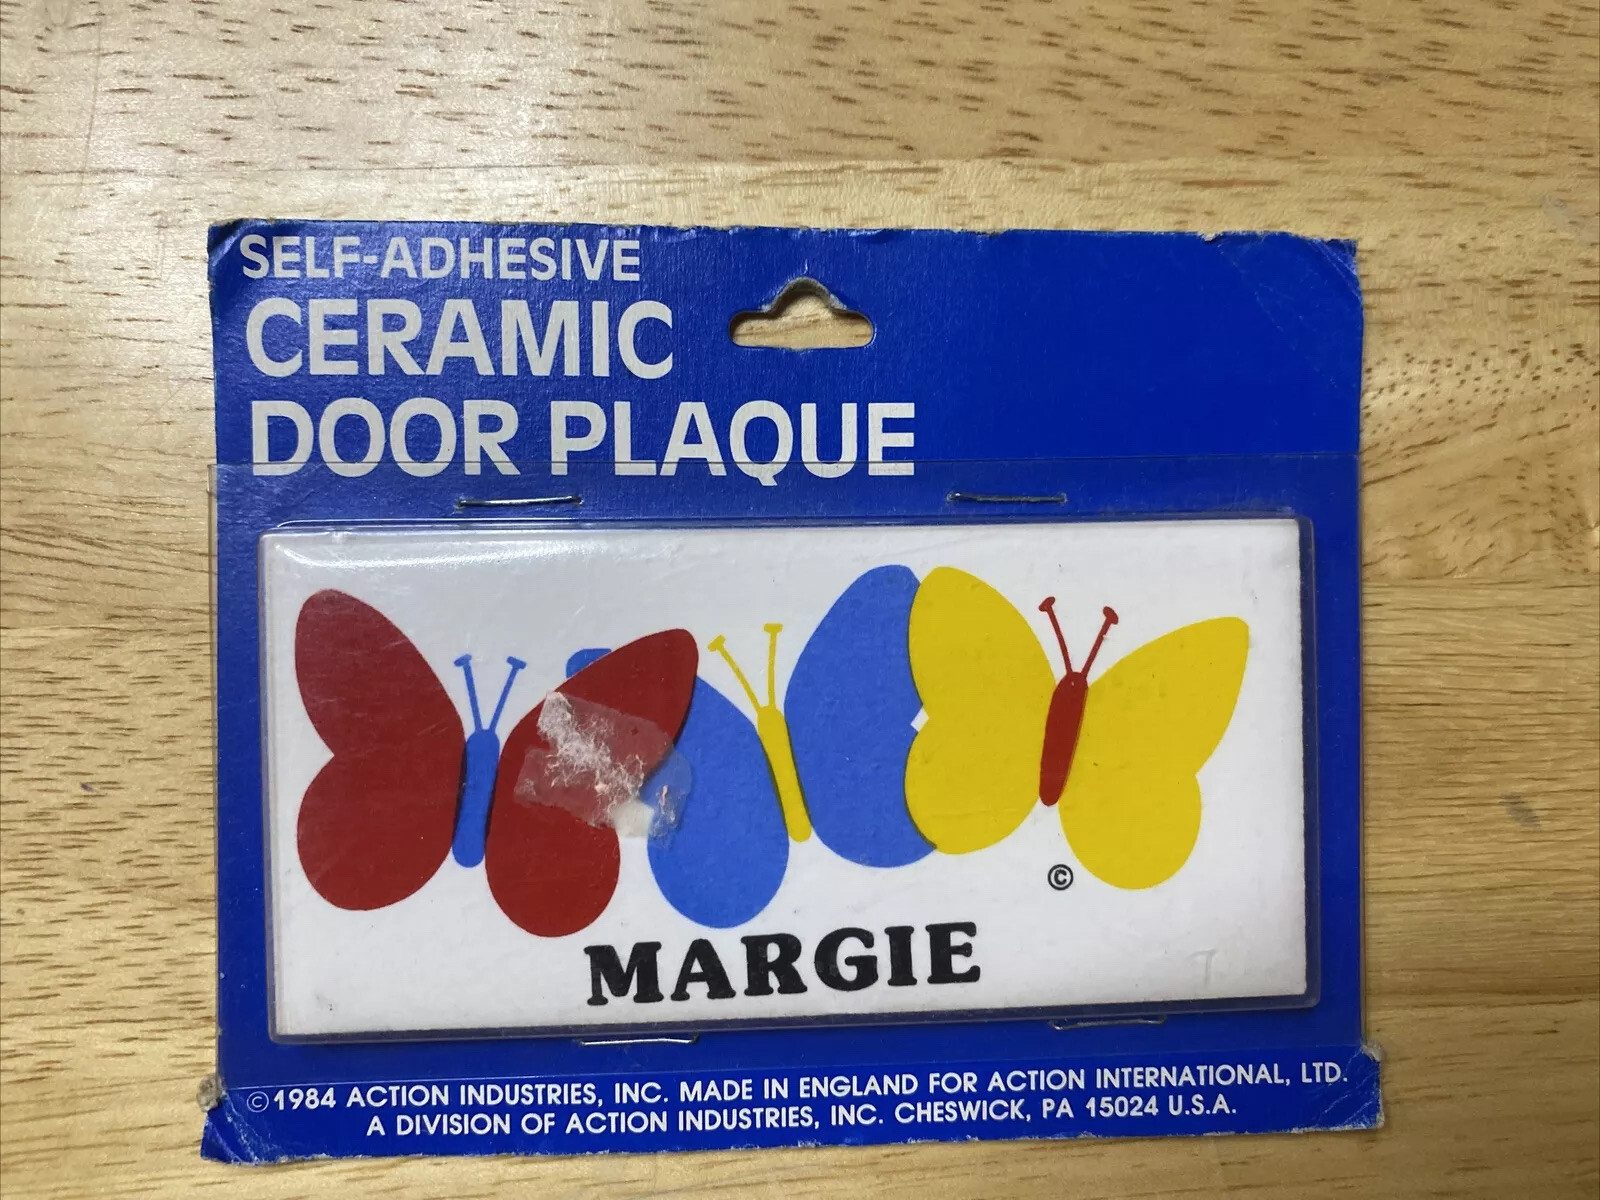 SELF-ADHESIVE
CERAMIC
DOOR PLAQUE
©
MARGIE
©1984 ACTION INDUSTRIES, INC. MADE IN ENGLAND FOR ACTION INTERNATIONAL, LTD.
A DIVISION OF ACTION INDUSTRIES, INC. CHESWICK, PA 15024 U.S.A.